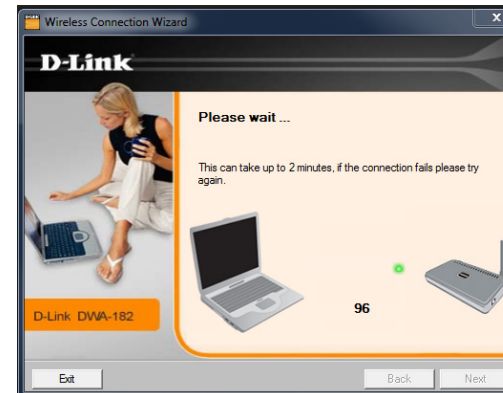 Wireless Connection Wizard
X
D-Link
Please wait ...
This can take up to 2 minutes, if the connection fails please try
again.
96
D-Link DWA-182
Exit
Back
Next